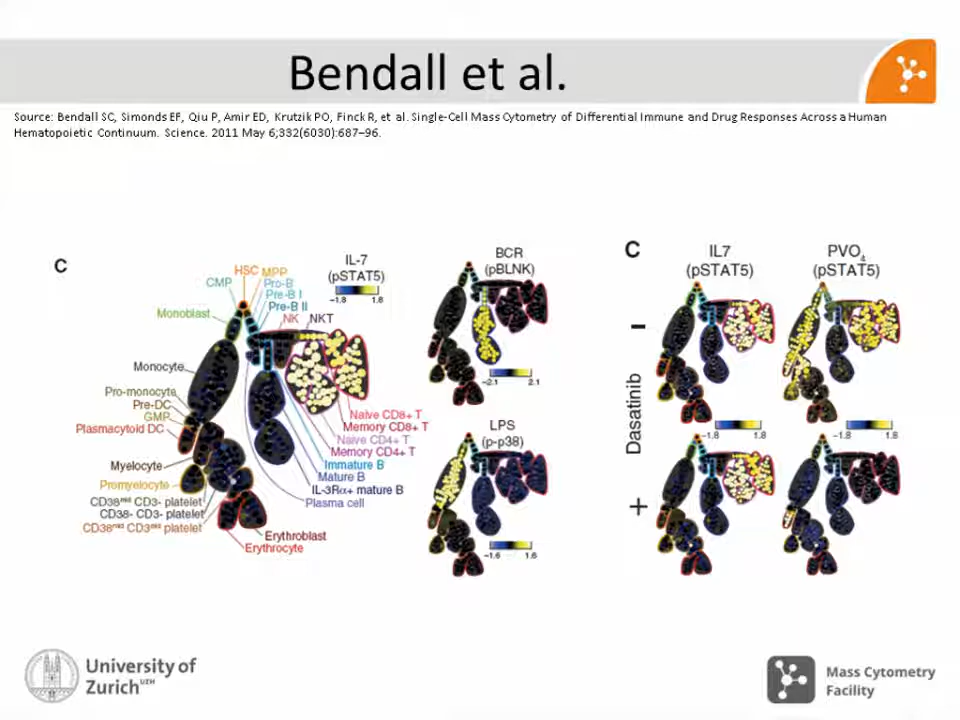 Bendall et al.
Source: Bendall SC, Simonds EF, Qiu P, Amir ED, Krutzik PO, Finck R, et al. Single-Cell Mass Cytometry of Differential Immune and Drug Responses Across a Human
Hematopoietic Continuum. Science. 2011 May 6;332(6030):687–96.
C
IL-7
(pSTAT5)
−1.8 1.8
HSC
MPP
CMP
Pro-B
Pre-B I
Pre-B II
Monoblast
NK
NKT
Monocyte
Pro-monocyte
Pre-DC
GMP
Plasmacytoid DC
Myelocyte
Promyelocyte
CD38ᵐⁱᵈ CD3- platelet
CD38- CD3- platelet
CD38ᵐⁱᵈ CD3ᵐⁱᵈ platelet
Naive CD8+ T
Memory CD8+ T
Naive CD4+ T
Memory CD4+ T
Immature B
Mature B
IL-3Rα+ mature B
Plasma cell
Erythroblast
Erythrocyte
BCR
(pBLNK)
−2.1 2.1
LPS
(p-p38)
−1.6 1.6
C
IL7
(pSTAT5)
PVO₄
(pSTAT5)
Dasatinib
-
+
−1.8 1.8
−1.8 1.8
University of
Zurich UZH
Mass Cytometry
Facility